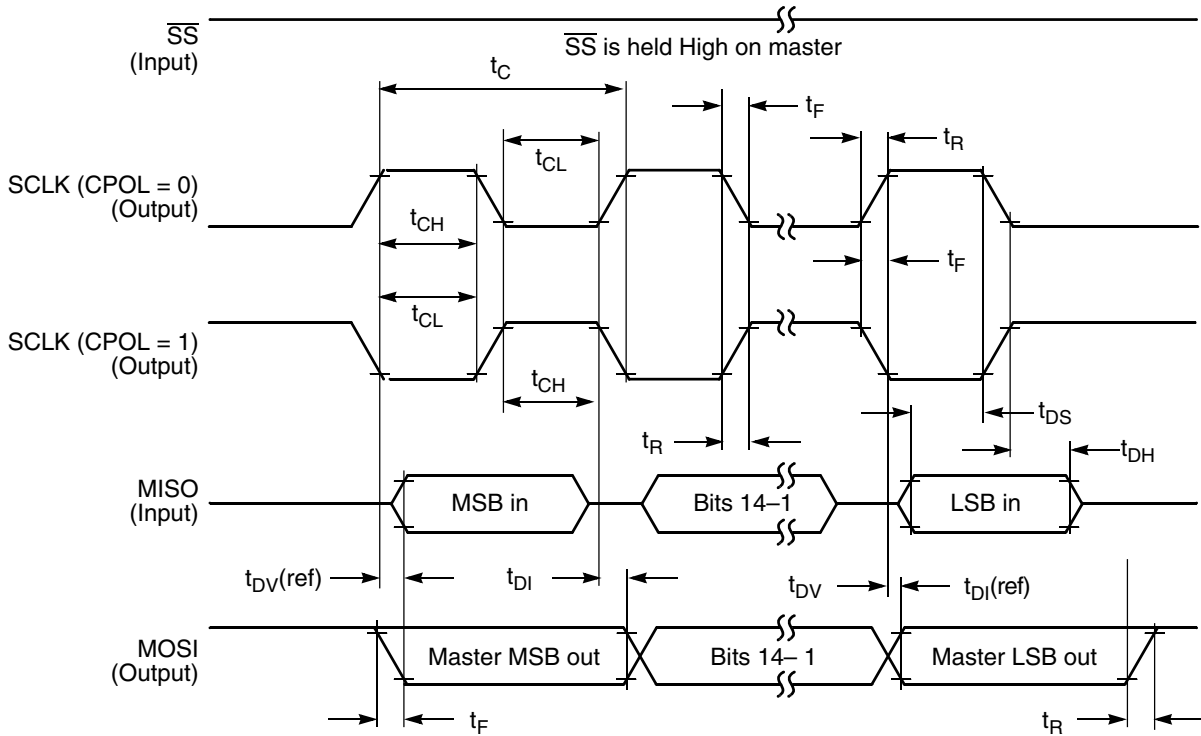 SS
(Input)
SS is held High on master
tC
tF
tR
tCL
SCLK (CPOL = 0)
(Output)
tCH
tF
tCL
SCLK (CPOL = 1)
(Output)
tCH
tDS
tR
tDH
MISO
(Input)
MSB in
Bits 14–1
LSB in
tDV(ref)
tDI
tDV
tDI(ref)
MOSI
(Output)
Master MSB out
Bits 14– 1
Master LSB out
tF
tR